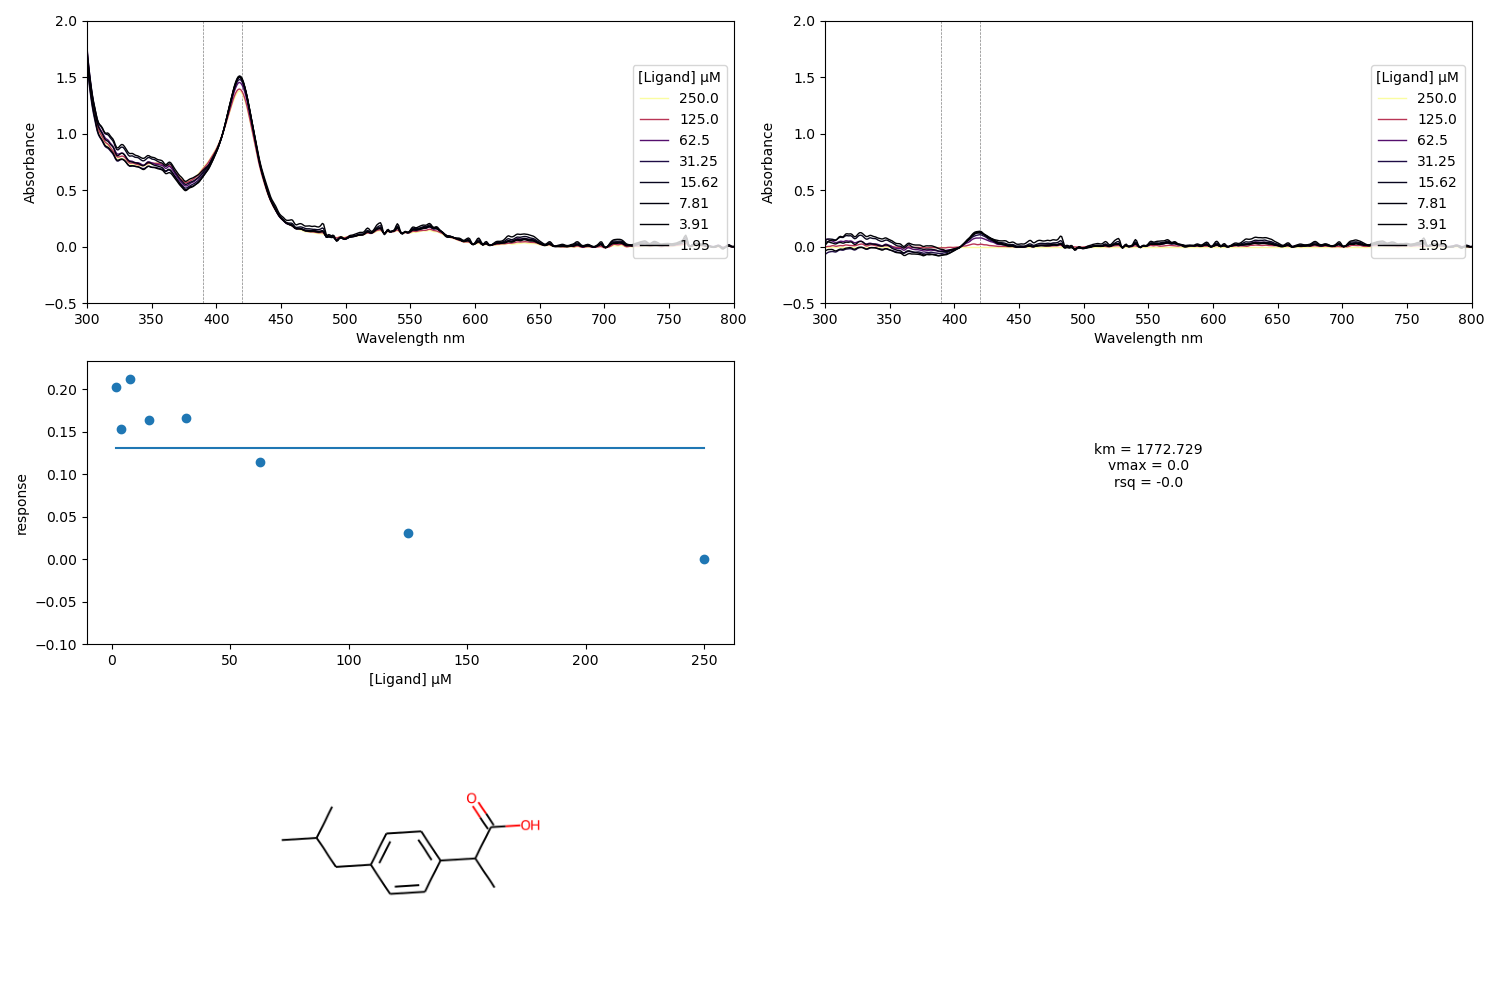 2.0
1.5
1.0
0.5
0.0
−0.5
Absorbance
300 350 400 450 500 550 600 650 700 750 800
Wavelength nm
[Ligand] µM
250.0
125.0
62.5
31.25
15.62
7.81
3.91
1.95
2.0
1.5
1.0
0.5
0.0
−0.5
Absorbance
300 350 400 450 500 550 600 650 700 750 800
Wavelength nm
[Ligand] µM
250.0
125.0
62.5
31.25
15.62
7.81
3.91
1.95
0.20
0.15
0.10
0.05
0.00
−0.05
−0.10
response
0 50 100 150 200 250
[Ligand] µM
km = 1772.729
vmax = 0.0
rsq = -0.0
O
OH